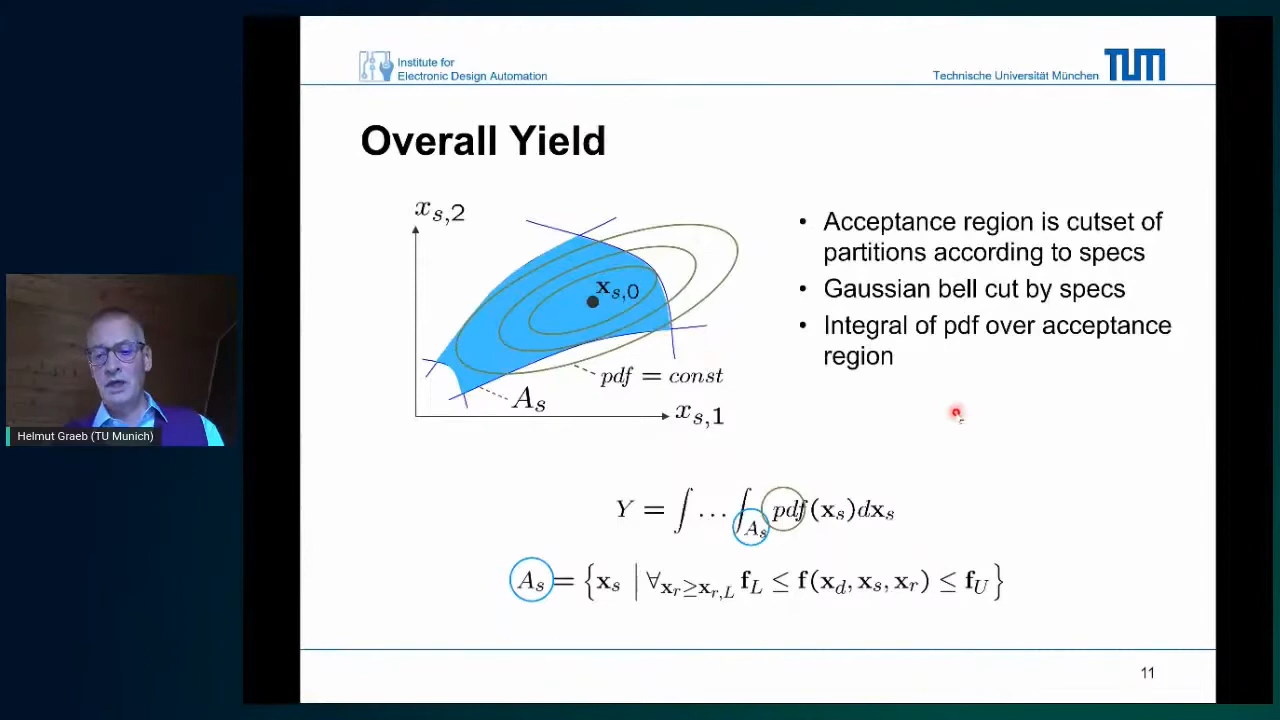 Institute for
Electronic Design Automation
Technische Universität München
TUM
Overall Yield
x_{s,2}
x_{s,0}
pdf = const
A_s
x_{s,1}
• Acceptance region is cutset of
partitions according to specs
• Gaussian bell cut by specs
• Integral of pdf over acceptance
region
Y = ∫ … ∫_{A_s} pdf(x_s)dx_s
A_s = {x_s | ∀_{x_r≥x_{r,L}} f_L ≤ f(x_d, x_s, x_r) ≤ f_U}
11
Helmut Graeb (TU Munich)